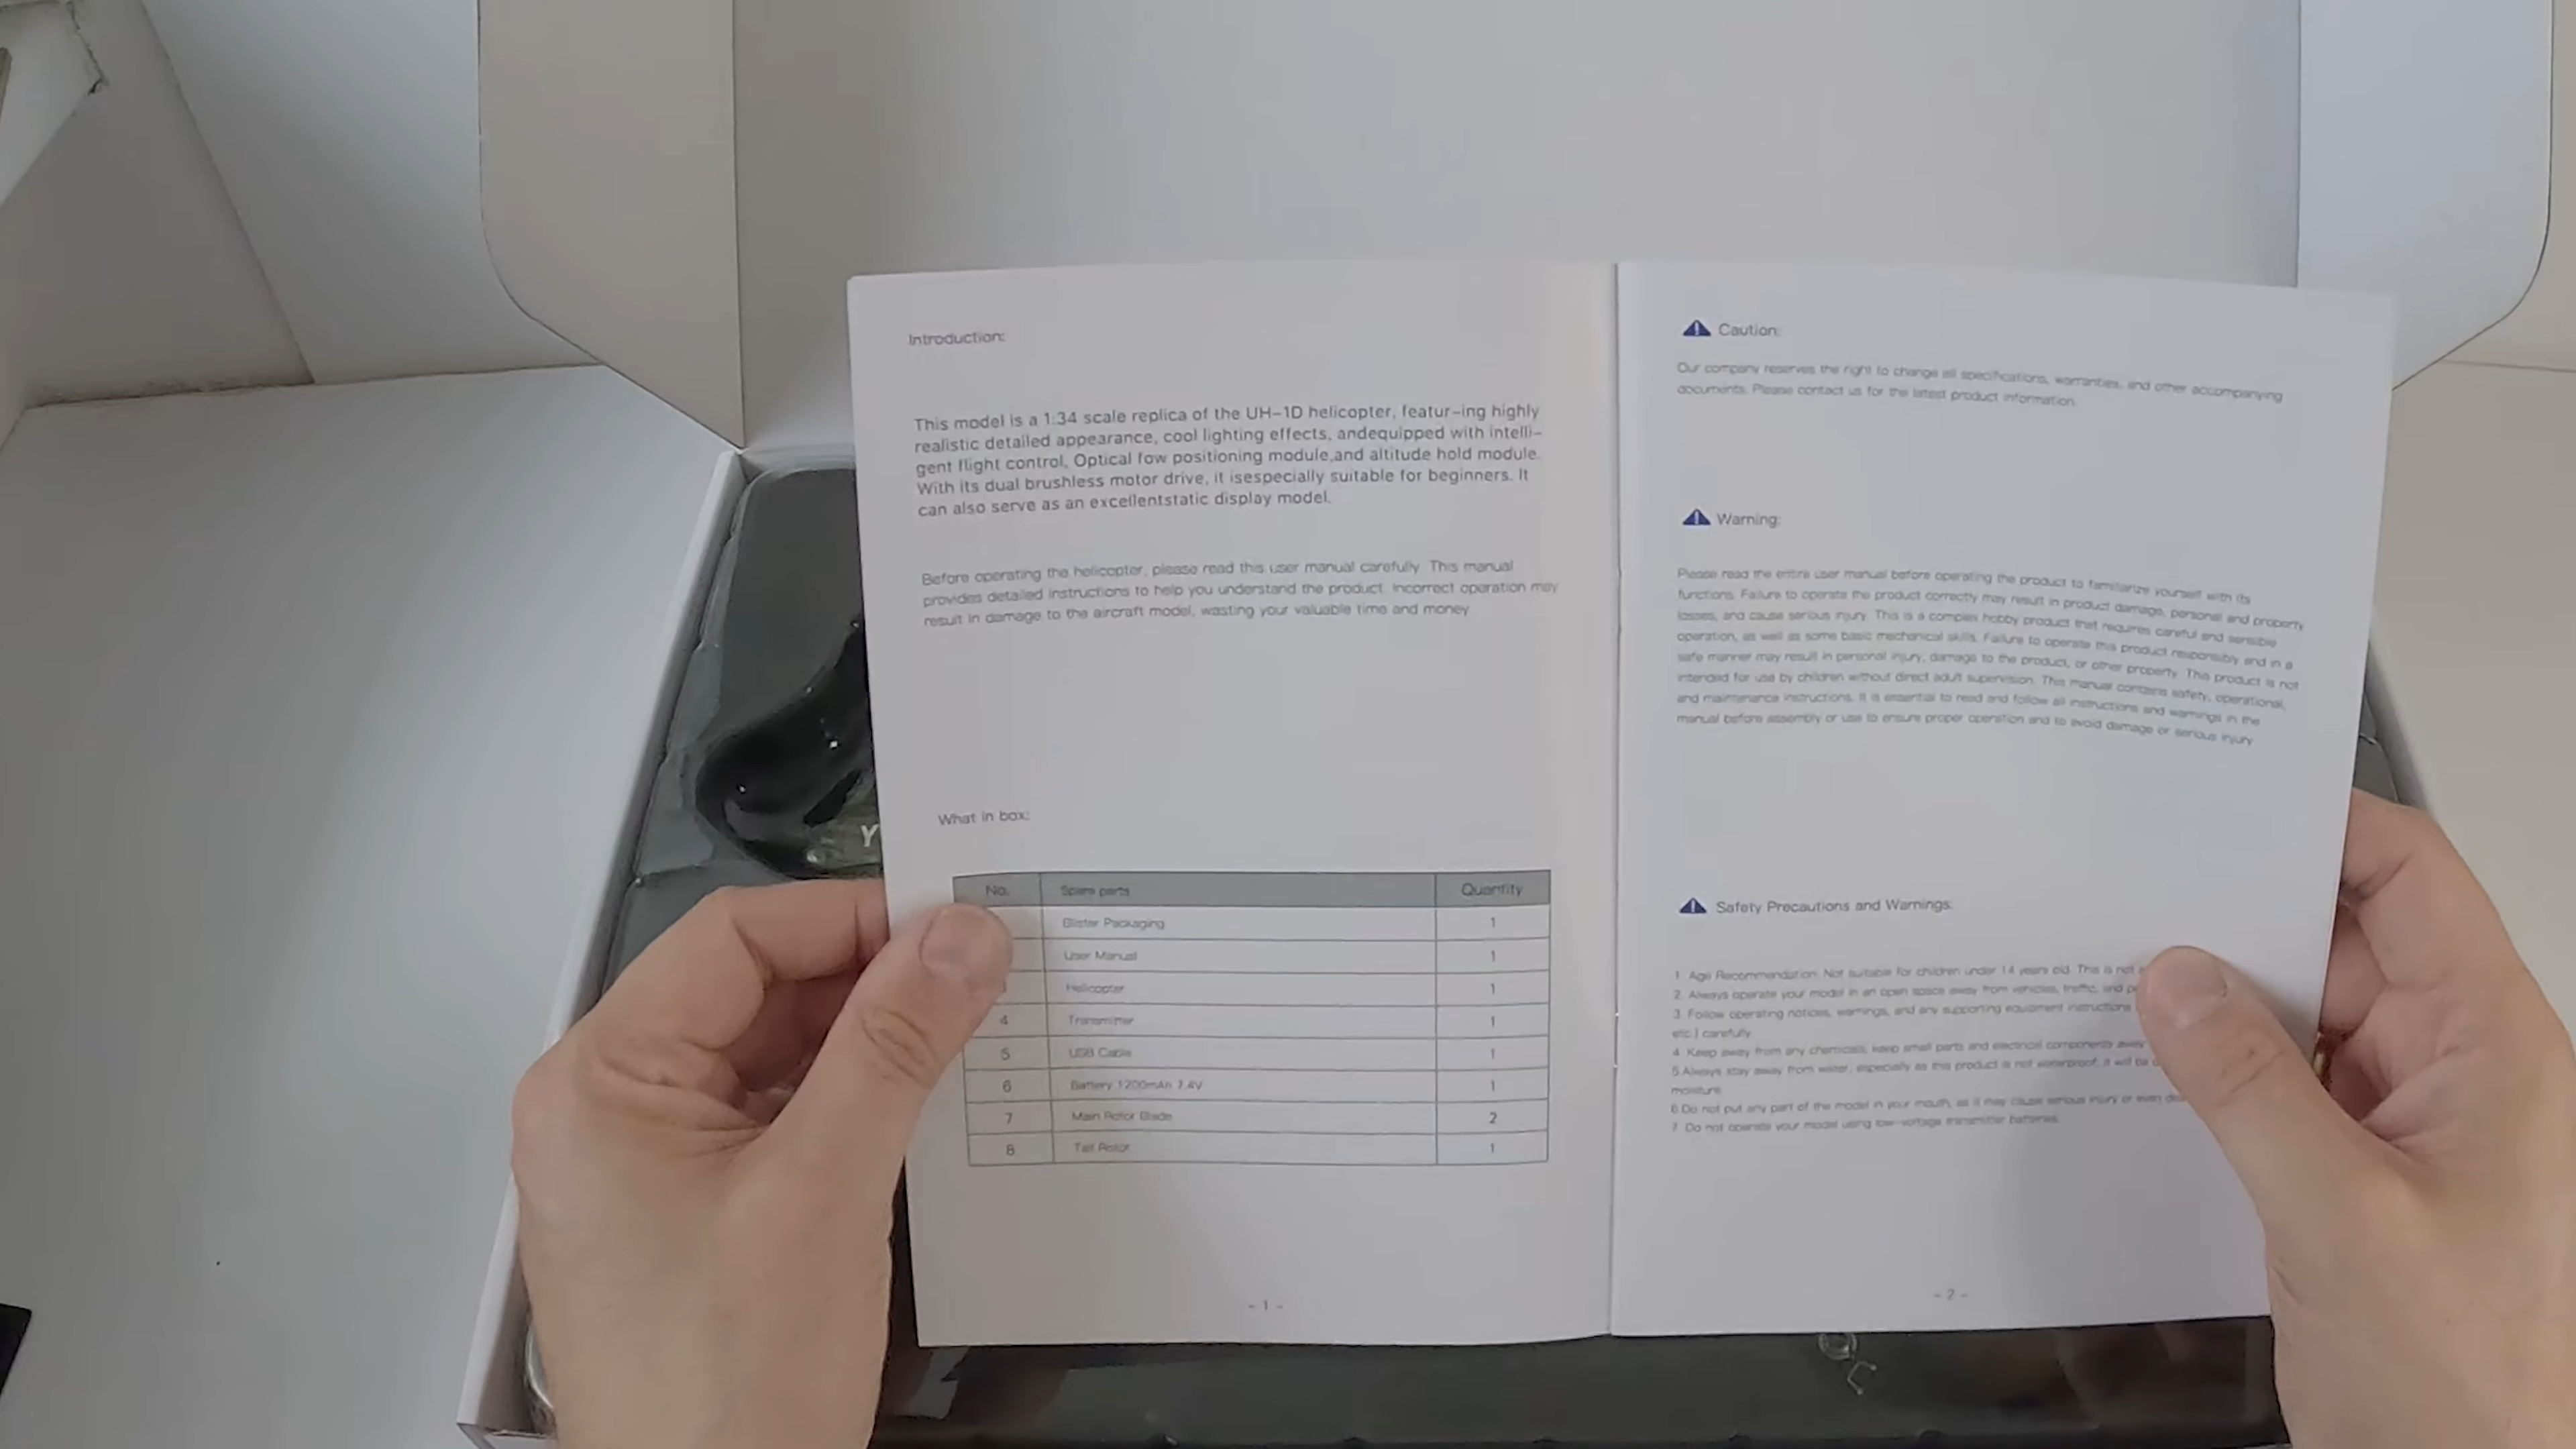 Introduction:
This model is a 1:34 scale replica of the UH-1D helicopter, featur-ing highly
realistic detailed appearance, cool lighting effects, andequipped with intelli-
gent flight control, Optical fow positioning module,and altitude hold module.
With its dual brushless motor drive, it isespecially suitable for beginners. It
can also serve as an excellentstatic display model.
Before operating the helicopter, please read this user manual carefully. This manual
provides detailed instructions to help you understand the product. Incorrect operation may
result in damage to the aircraft model, wasting your valuable time and money
What in box:
No. Spare parts Quantity
Blister Packaging 1
User Manual 1
Helicopter 1
4 Transmitter 1
5 USB Cable 1
6 Battery 1200mAh 7.4V 1
7 Main Rotor Blade 2
8 Tail Rotor 1
- 1 -
Caution:
Our company reserves the right to change all specifications, warranties, and other accompanying
documents. Please contact us for the latest product information.
Warning:
Please read the entire user manual before operating the product to familiarize yourself with its
functions. Failure to operate the product correctly may result in product damage, personal and property
losses, and cause serious injury. This is a complex hobby product that requires careful and sensible
operation, as well as some basic mechanical skills. Failure to operate this product responsibly and in a
safe manner may result in personal injury, damage to the product, or other property. This product is not
intended for use by children without direct adult supervision. This manual contains safety, operational,
and maintenance instructions. It is essential to read and follow all instructions and warnings in the
manual before assembly or use to ensure proper operation and to avoid damage or serious injury
Safety Precautions and Warnings:
1. Age Recommendation: Not suitable for children under 14 years old. This is not
2. Always operate your model in an open space away from vehicles, traffic, and
3. Follow operating notices, warnings, and any supporting equipment instructions
etc.) carefully.
4. Keep away from any chemicals, keep small parts and electrical components away
5.Always stay away from water, especially as this product is not waterproof; it will be
moisture.
6.Do not put any part of the model in your mouth, as it may cause serious injury or even
7. Do not operate your model using low-voltage transmitter batteries.
- 2 -
Y